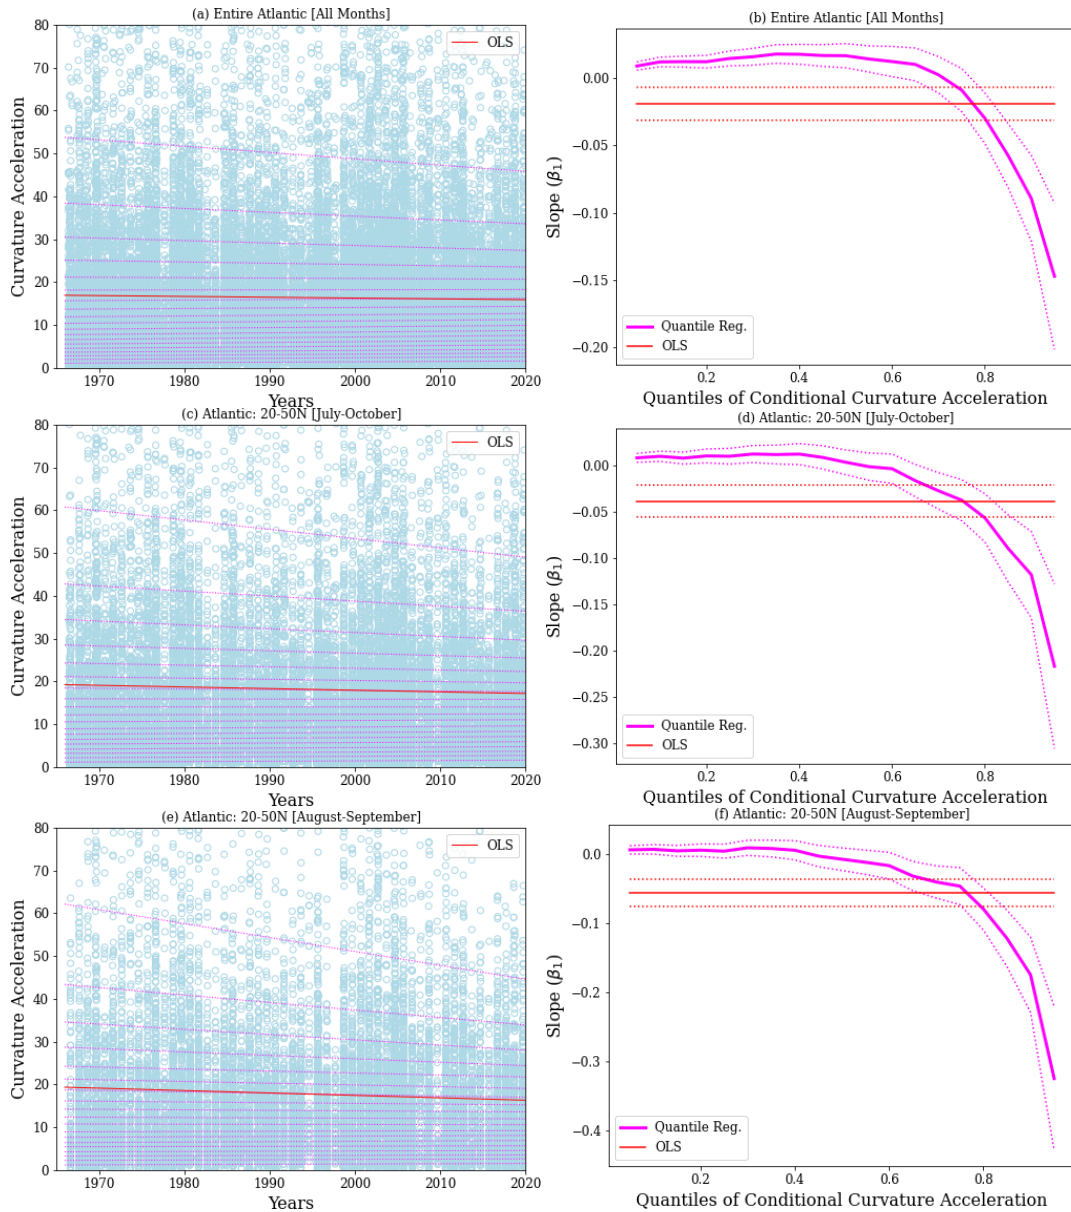 (a) Entire Atlantic [All Months]
80
70
60
50
40
30
20
10
0
Curvature Acceleration
OLS
1970 1980 1990 2000 2010 2020
Years
(b) Entire Atlantic [All Months]
0.00
−0.05
−0.10
−0.15
−0.20
Slope (β₁)
Quantile Reg.
OLS
0.2 0.4 0.6 0.8
Quantiles of Conditional Curvature Acceleration
(c) Atlantic: 20-50N [July-October]
80
70
60
50
40
30
20
10
0
Curvature Acceleration
OLS
1970 1980 1990 2000 2010 2020
Years
(d) Atlantic: 20-50N [July-October]
0.00
−0.05
−0.10
−0.15
−0.20
−0.25
−0.30
Slope (β₁)
Quantile Reg.
OLS
0.2 0.4 0.6 0.8
Quantiles of Conditional Curvature Acceleration
(e) Atlantic: 20-50N [August-September]
80
70
60
50
40
30
20
10
0
Curvature Acceleration
OLS
1970 1980 1990 2000 2010 2020
Years
(f) Atlantic: 20-50N [August-September]
0.0
−0.1
−0.2
−0.3
−0.4
Slope (β₁)
Quantile Reg.
OLS
0.2 0.4 0.6 0.8
Quantiles of Conditional Curvature Acceleration